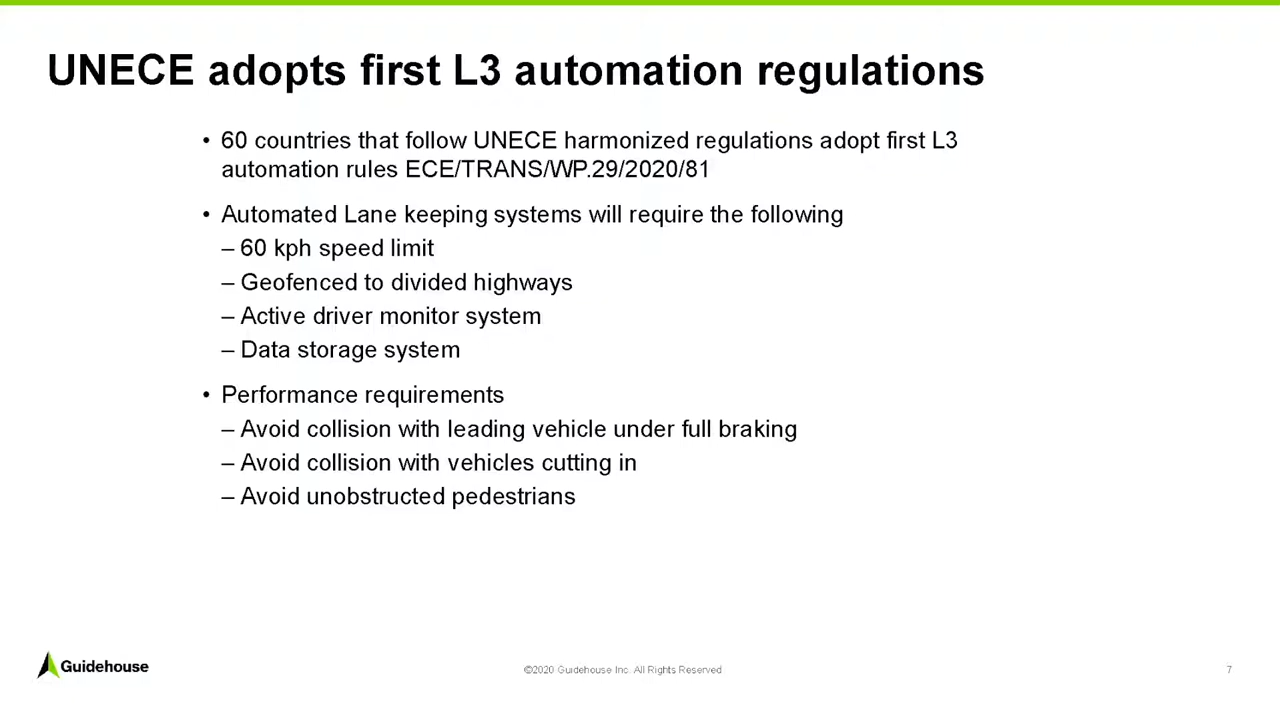 UNECE adopts first L3 automation regulations
• 60 countries that follow UNECE harmonized regulations adopt first L3
automation rules ECE/TRANS/WP.29/2020/81
• Automated Lane keeping systems will require the following
– 60 kph speed limit
– Geofenced to divided highways
– Active driver monitor system
– Data storage system
• Performance requirements
– Avoid collision with leading vehicle under full braking
– Avoid collision with vehicles cutting in
– Avoid unobstructed pedestrians
Guidehouse
©2020 Guidehouse Inc. All Rights Reserved
7